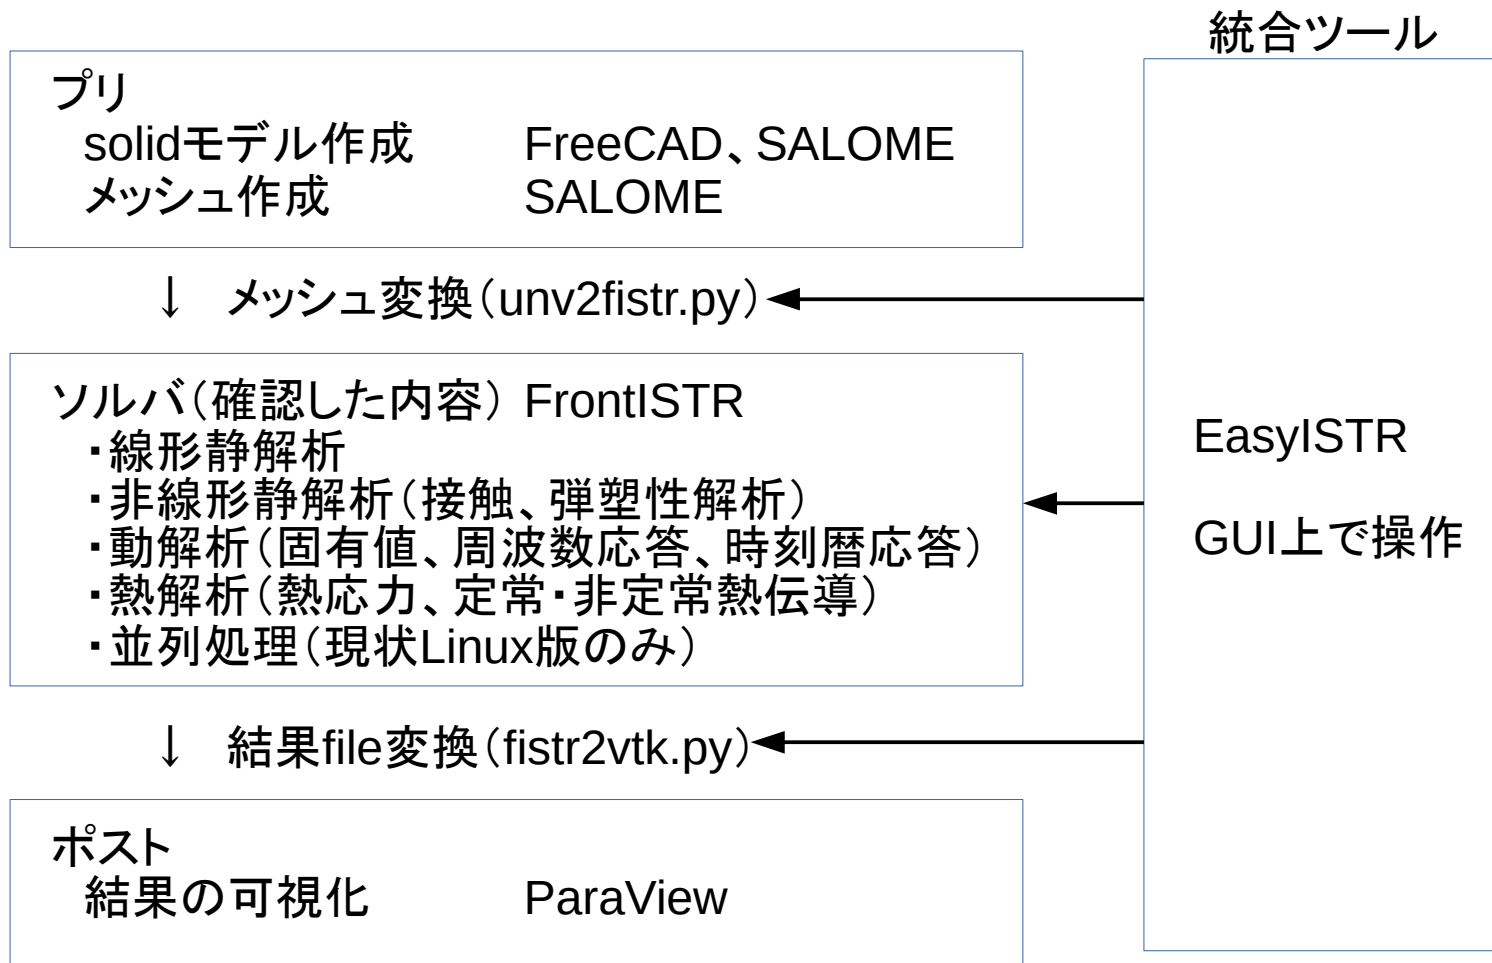 統合ツール
プリ
solidモデル作成 FreeCAD、SALOME
メッシュ作成 SALOME
↓ メッシュ変換（unv2fistr.py）
ソルバ（確認した内容） FrontISTR
・線形静解析
・非線形静解析（接触、弾塑性解析）
・動解析（固有値、周波数応答、時刻暦応答）
・熱解析（熱応力、定常・非定常熱伝導）
・並列処理（現状Linux版のみ）
↓ 結果file変換（fistr2vtk.py）
ポスト
結果の可視化 ParaView
EasyISTR
GUI上で操作